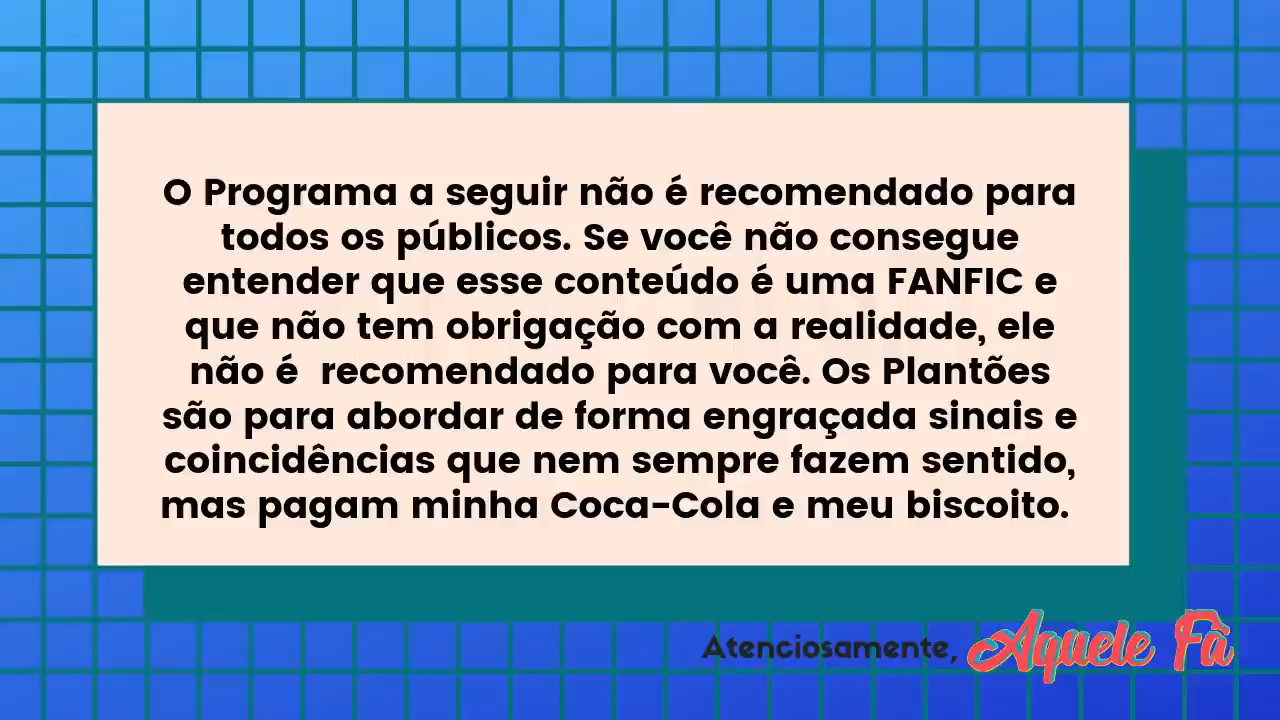 O Programa a seguir não é recomendado para
todos os públicos. Se você não consegue
entender que esse conteúdo é uma FANFIC e
que não tem obrigação com a realidade, ele
não é  recomendado para você. Os Plantões
são para abordar de forma engraçada sinais e
coincidências que nem sempre fazem sentido,
mas pagam minha Coca-Cola e meu biscoito.
Atenciosamente, Aquele Fã